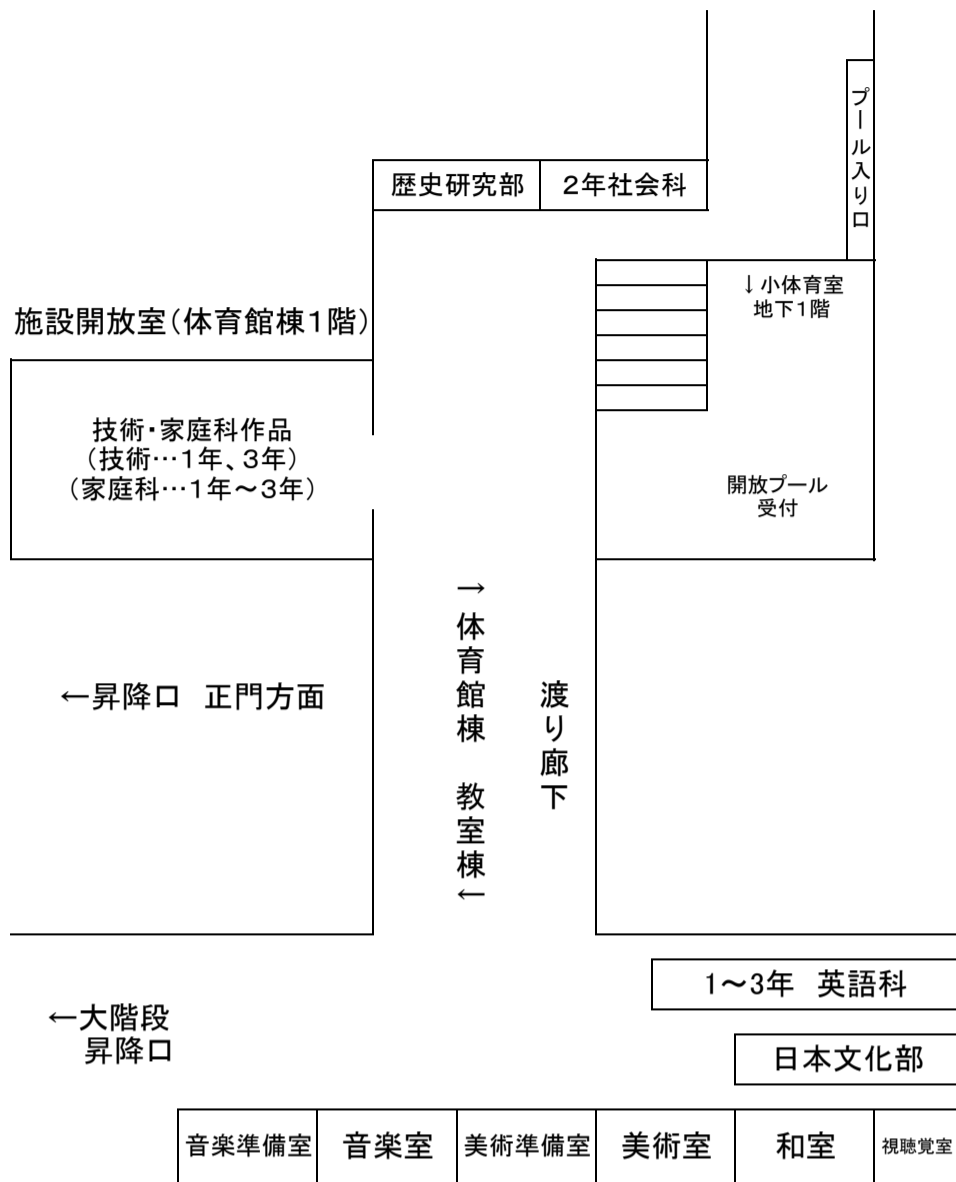 プール入り口
歴史研究部
2年社会科
↓小体育室
地下1階
施設開放室(体育館棟1階)
技術・家庭科作品
(技術…1年、3年)
(家庭科…1年～3年)
開放プール
受付
←昇降口　正門方面
→体育館棟　教室棟←
渡り廊下
1～3年　英語科
←大階段
昇降口
日本文化部
音楽準備室
音楽室
美術準備室
美術室
和室
視聴覚室